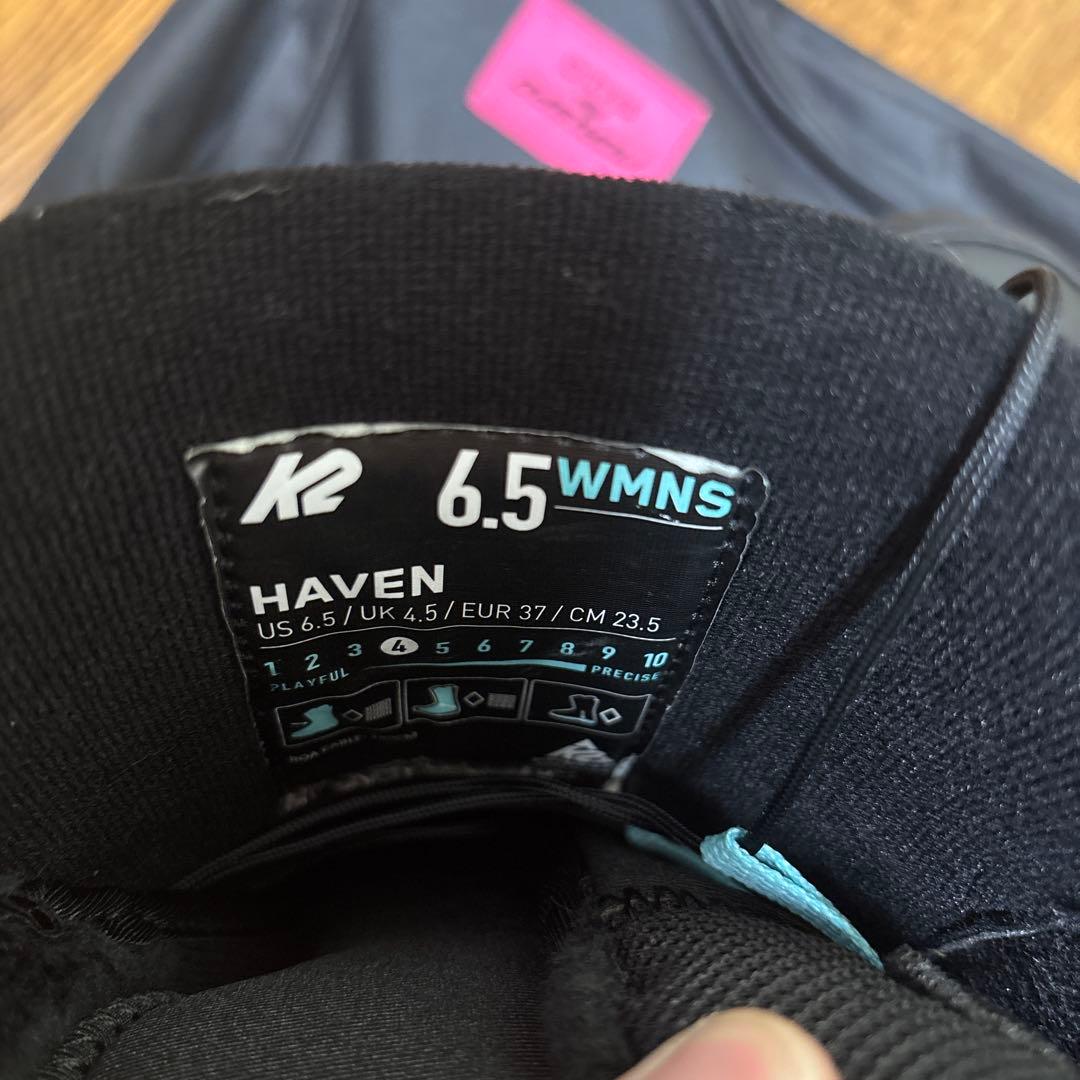 K2 6.5 WMNS
HAVEN
US 6.5 / UK 4.5 / EUR 37 / CM 23.5
1 2 3 4 5 6 7 8 9 10
PLAYFUL PRECISE